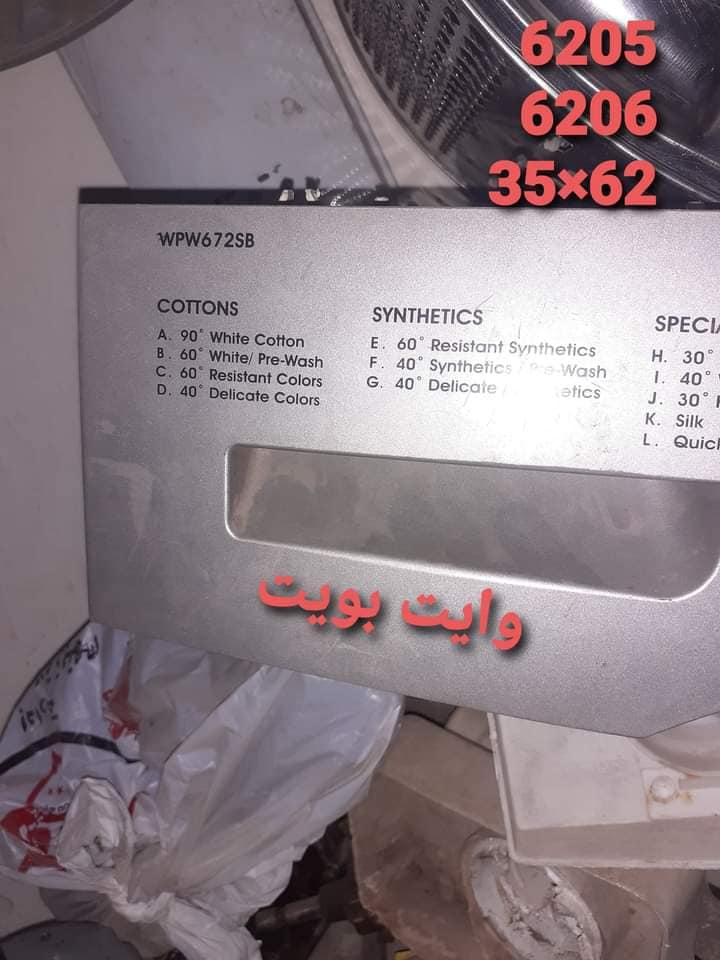 6205
6206
35×62
WPW672SB
COTTONS
A. 90° White Cotton
B. 60° White/ Pre-Wash
C. 60° Resistant Colors
D. 40° Delicate Colors
SYNTHETICS
E. 60° Resistant Synthetics
F. 40° Synthetics / Pre-Wash
G. 40° Delicate
H. 30°
I. 40°
J. 30°
K. Silk
L.
وايت بويت